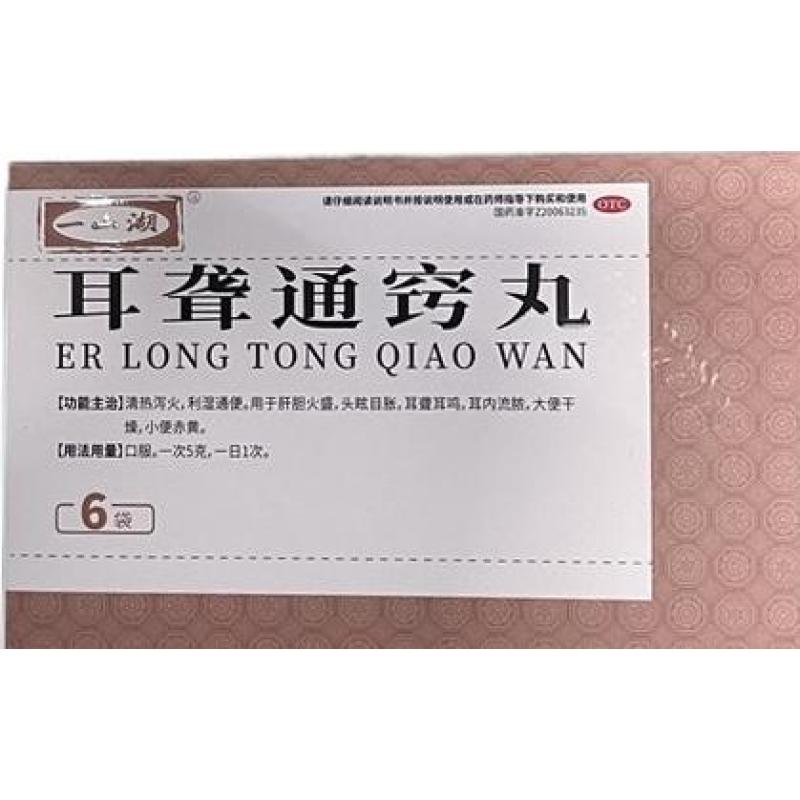 一山湖
请仔细阅读说明书并按说明使用或在药师指导下购买和使用
国药准字Z20063235
OTC
耳聋通窍丸
ER LONG TONG QIAO WAN
【功能主治】清热泻火,利湿通便。用于肝胆火盛,头眩目胀,耳聋耳鸣,耳内流脓,大便干
燥,小便赤黄。
【用法用量】口服。一次5克,一日1次。
6袋